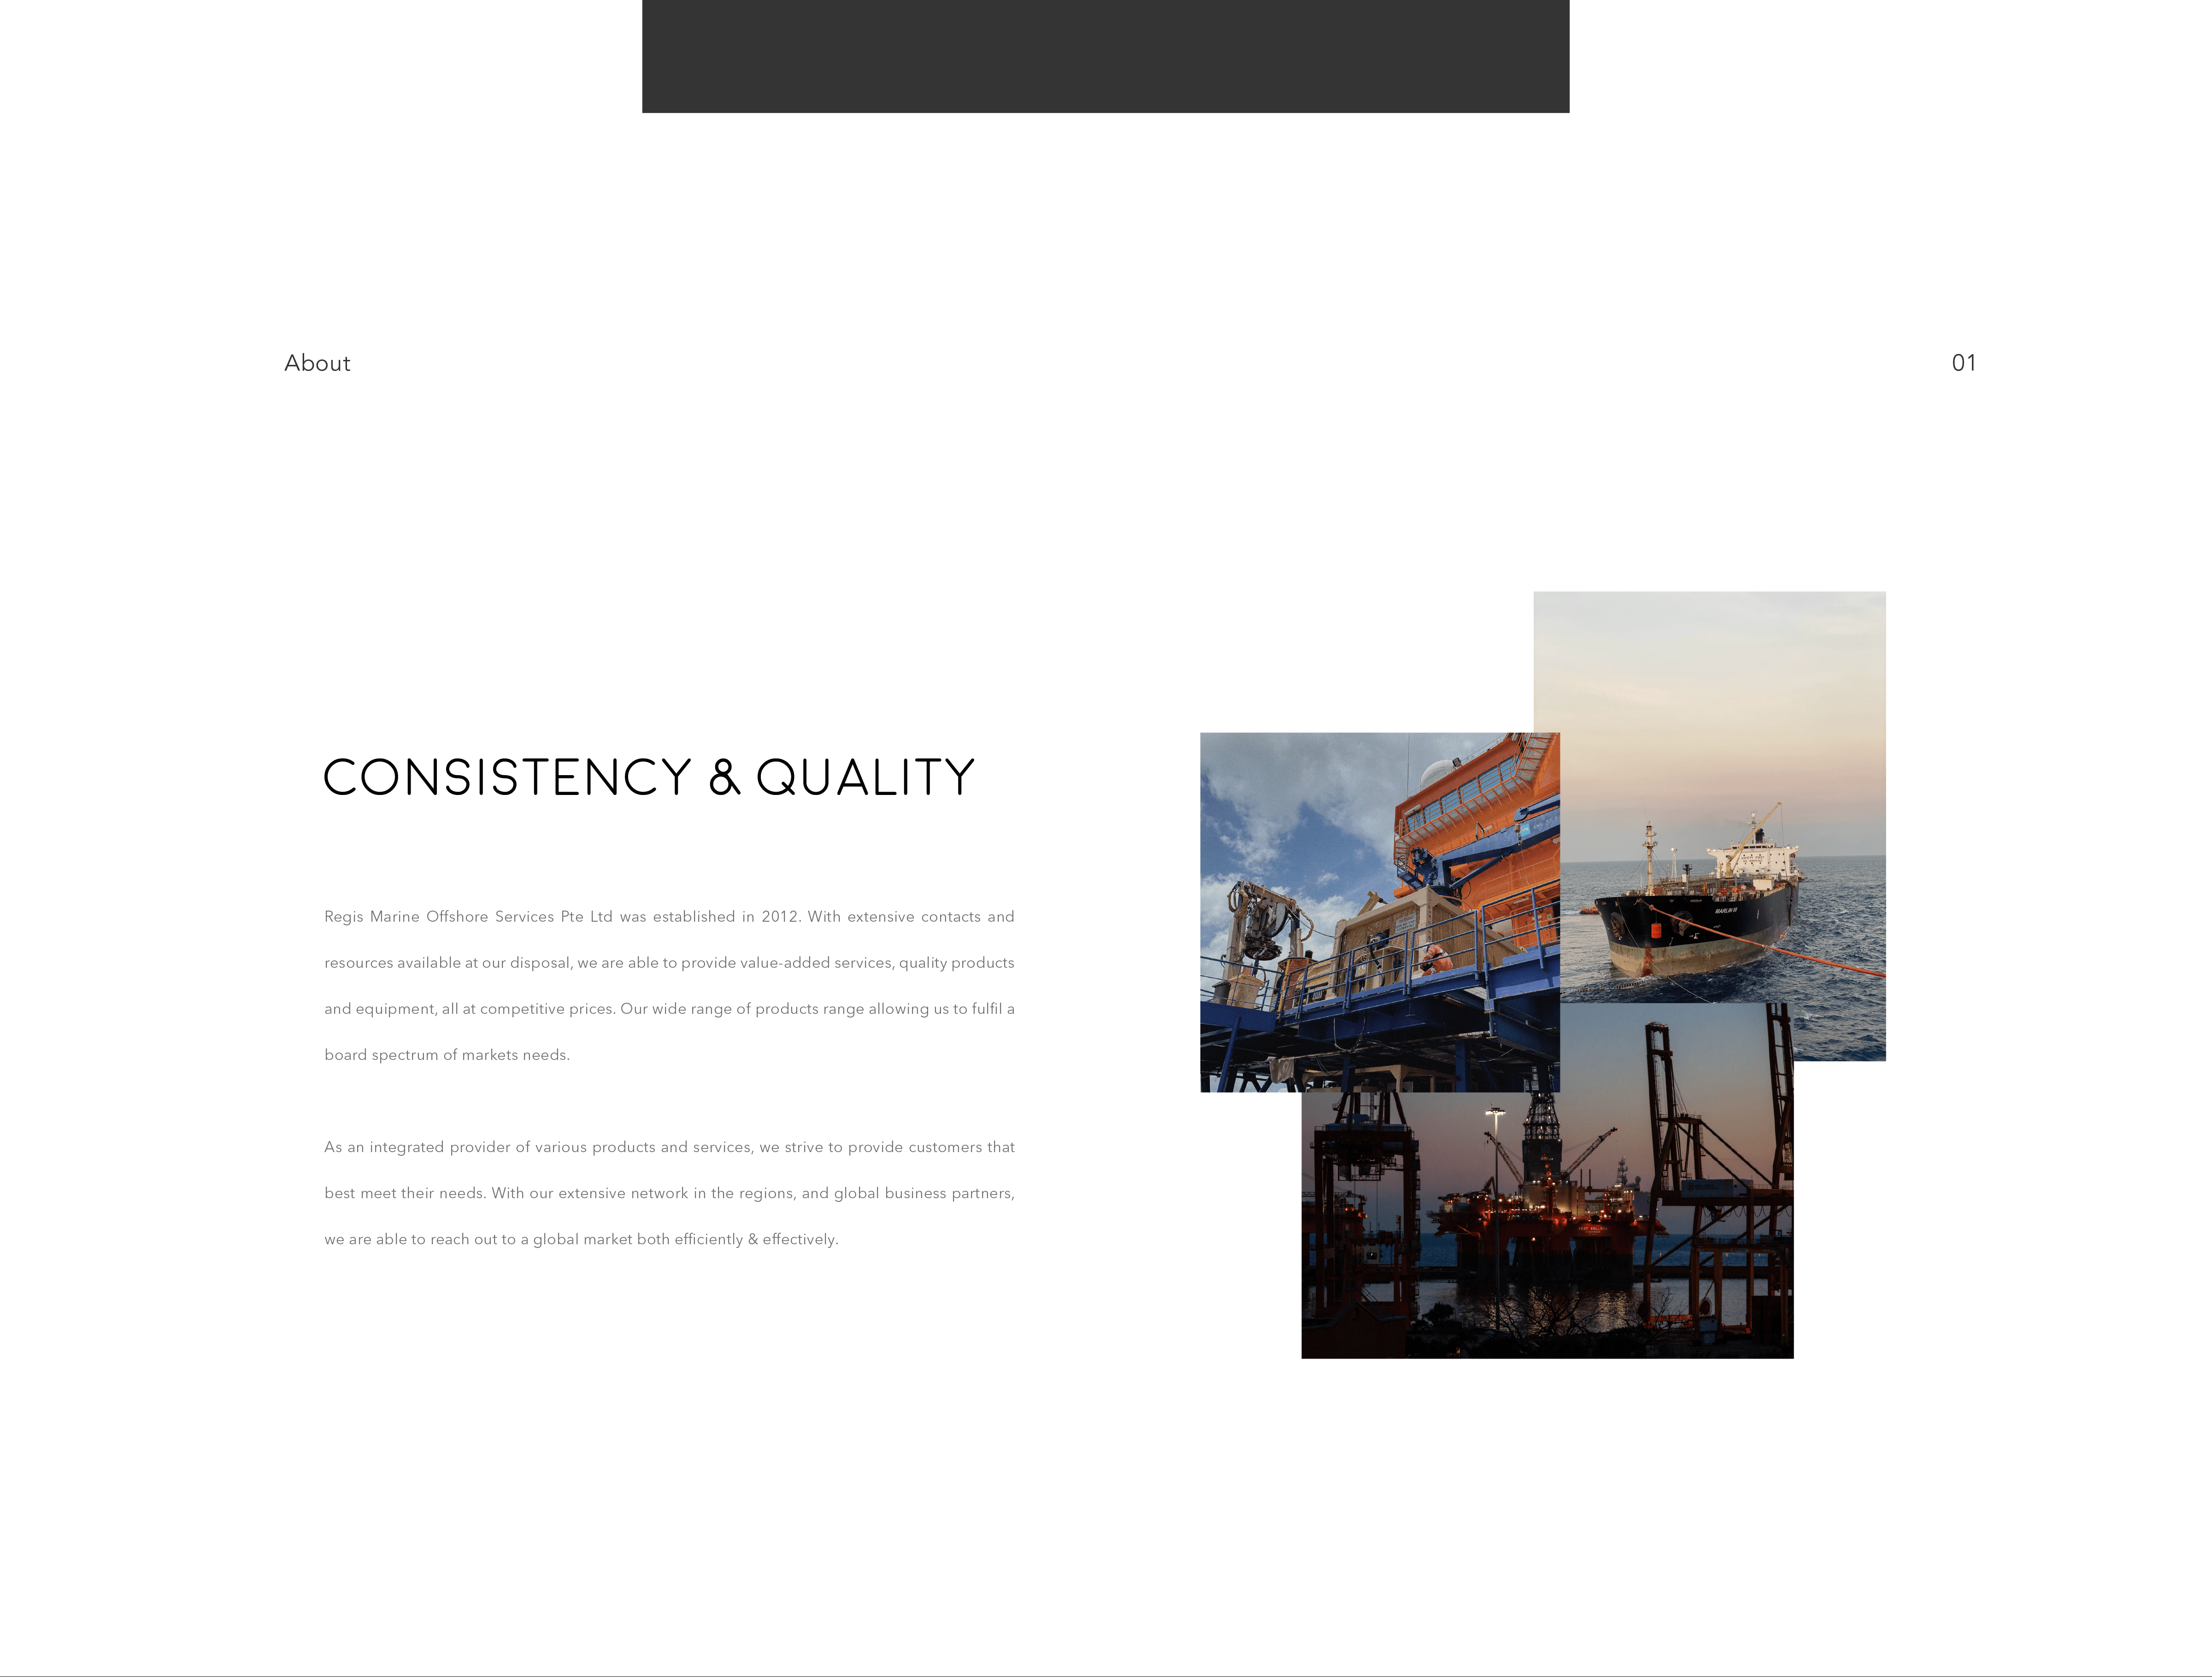 About
01
CONSISTENCY & QUALITY
Regis Marine Offshore Services Pte Ltd was established in 2012. With extensive contacts and
resources available at our disposal, we are able to provide value-added services, quality products
and equipment, all at competitive prices. Our wide range of products range allowing us to fulfil a
board spectrum of markets needs.
As an integrated provider of various products and services, we strive to provide customers that
best meet their needs. With our extensive network in the regions, and global business partners,
we are able to reach out to a global market both efficiently & effectively.